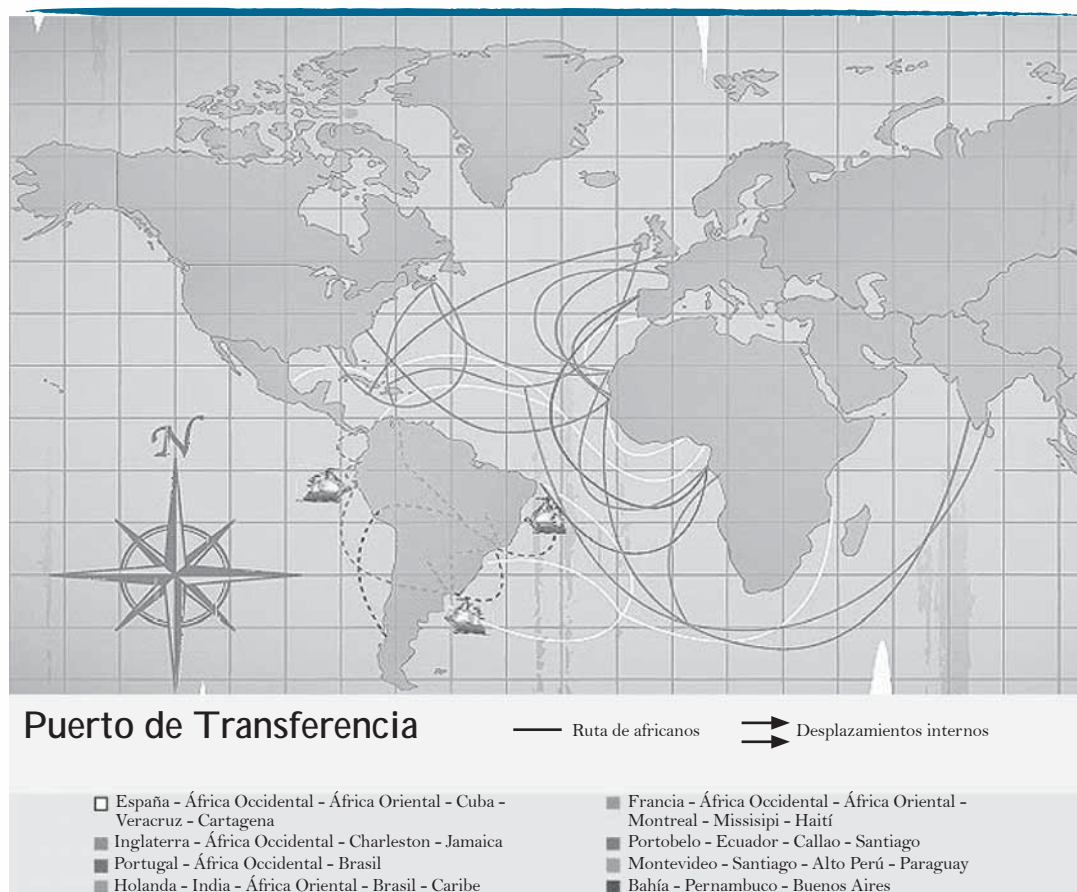 N
Puerto de Transferencia
Ruta de africanos
Desplazamientos internos
España - África Occidental - África Oriental - Cuba -
Veracruz - Cartagena
Inglaterra - África Occidental - Charleston - Jamaica
Portugal - África Occidental - Brasil
Holanda - India - África Oriental - Brasil - Caribe
Francia - África Occidental - África Oriental -
Montreal - Missisipi - Haití
Portobelo - Ecuador - Callao - Santiago
Montevideo - Santiago - Alto Perú - Paraguay
Bahía - Pernambuco - Buenos Aires